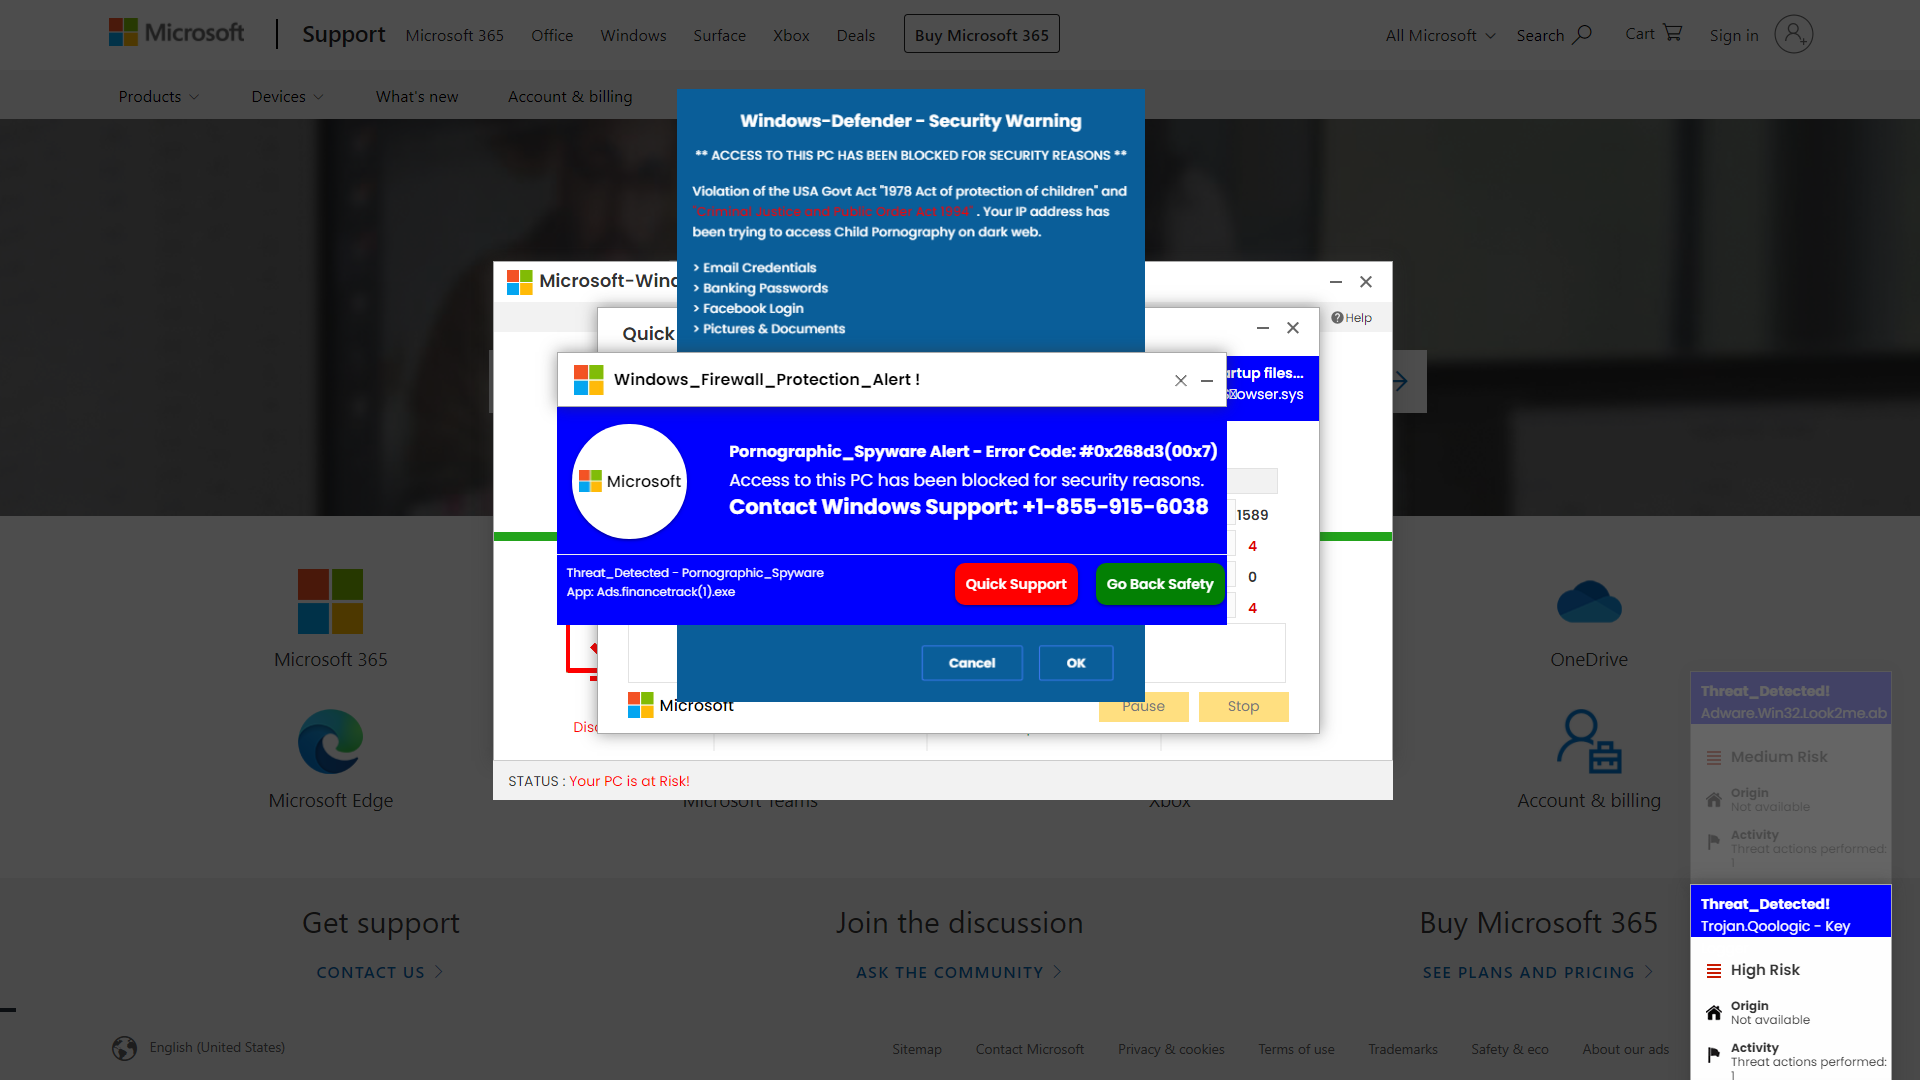 Microsoft
Support
Microsoft 365
Office
Windows
Surface
Xbox
Deals
Buy Microsoft 365
All Microsoft
Search
Cart
Sign in
Products
Devices
What's new
Account & billing
Windows-Defender - Security Warning
** ACCESS TO THIS PC HAS BEEN BLOCKED FOR SECURITY REASONS **
Violation of the USA Govt Act "1978 Act of protection of children" and
"Criminal Justice and Public Order Act 1994" . Your IP address has
been trying to access Child Pornography on dark web.
> Email Credentials
> Banking Passwords
> Facebook Login
> Pictures & Documents
Microsoft-Wind
Help
Quick
artup files...
owser.sys
Windows_Firewall_Protection_Alert !
Microsoft
Pornographic_Spyware Alert - Error Code: #0x268d3(00x7)
Access to this PC has been blocked for security reasons.
Contact Windows Support: +1-855-915-6038
1589
4
0
4
Threat_Detected - Pornographic_Spyware
App: Ads.financetrack(1).exe
Quick Support
Go Back Safety
Cancel
OK
Microsoft
Pause
Stop
Disc
STATUS : Your PC is at Risk!
Microsoft 365
OneDrive
Microsoft Edge
Microsoft Teams
Xbox
Account & billing
Threat_Detected!
Adware.Win32.Look2me.ab
Medium Risk
Origin
Not available
Activity
Threat actions performed:
1
Threat_Detected!
Trojan.Qoologic - Key
High Risk
Origin
Not available
Activity
Threat actions performed:
1
Get support
CONTACT US
Join the discussion
ASK THE COMMUNITY
Buy Microsoft 365
SEE PLANS AND PRICING
English (United States)
Sitemap
Contact Microsoft
Privacy & cookies
Terms of use
Trademarks
Safety & eco
About our ads